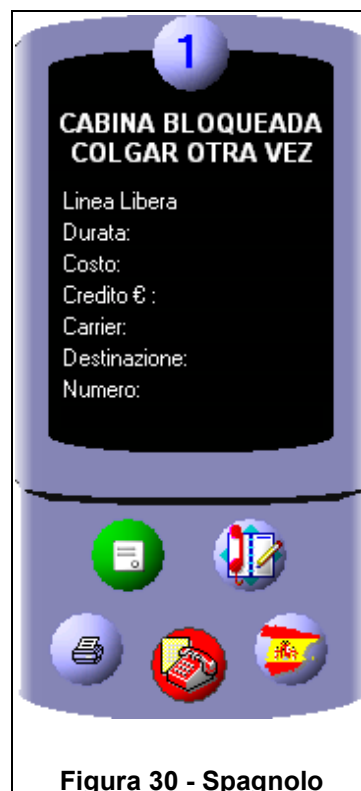 1
CABINA BLOQUEADA
COLGAR OTRA VEZ
Linea Libera
Durata:
Costo:
Credito € :
Carrier:
Destinazione:
Numero:
Figura 30 - Spagnolo